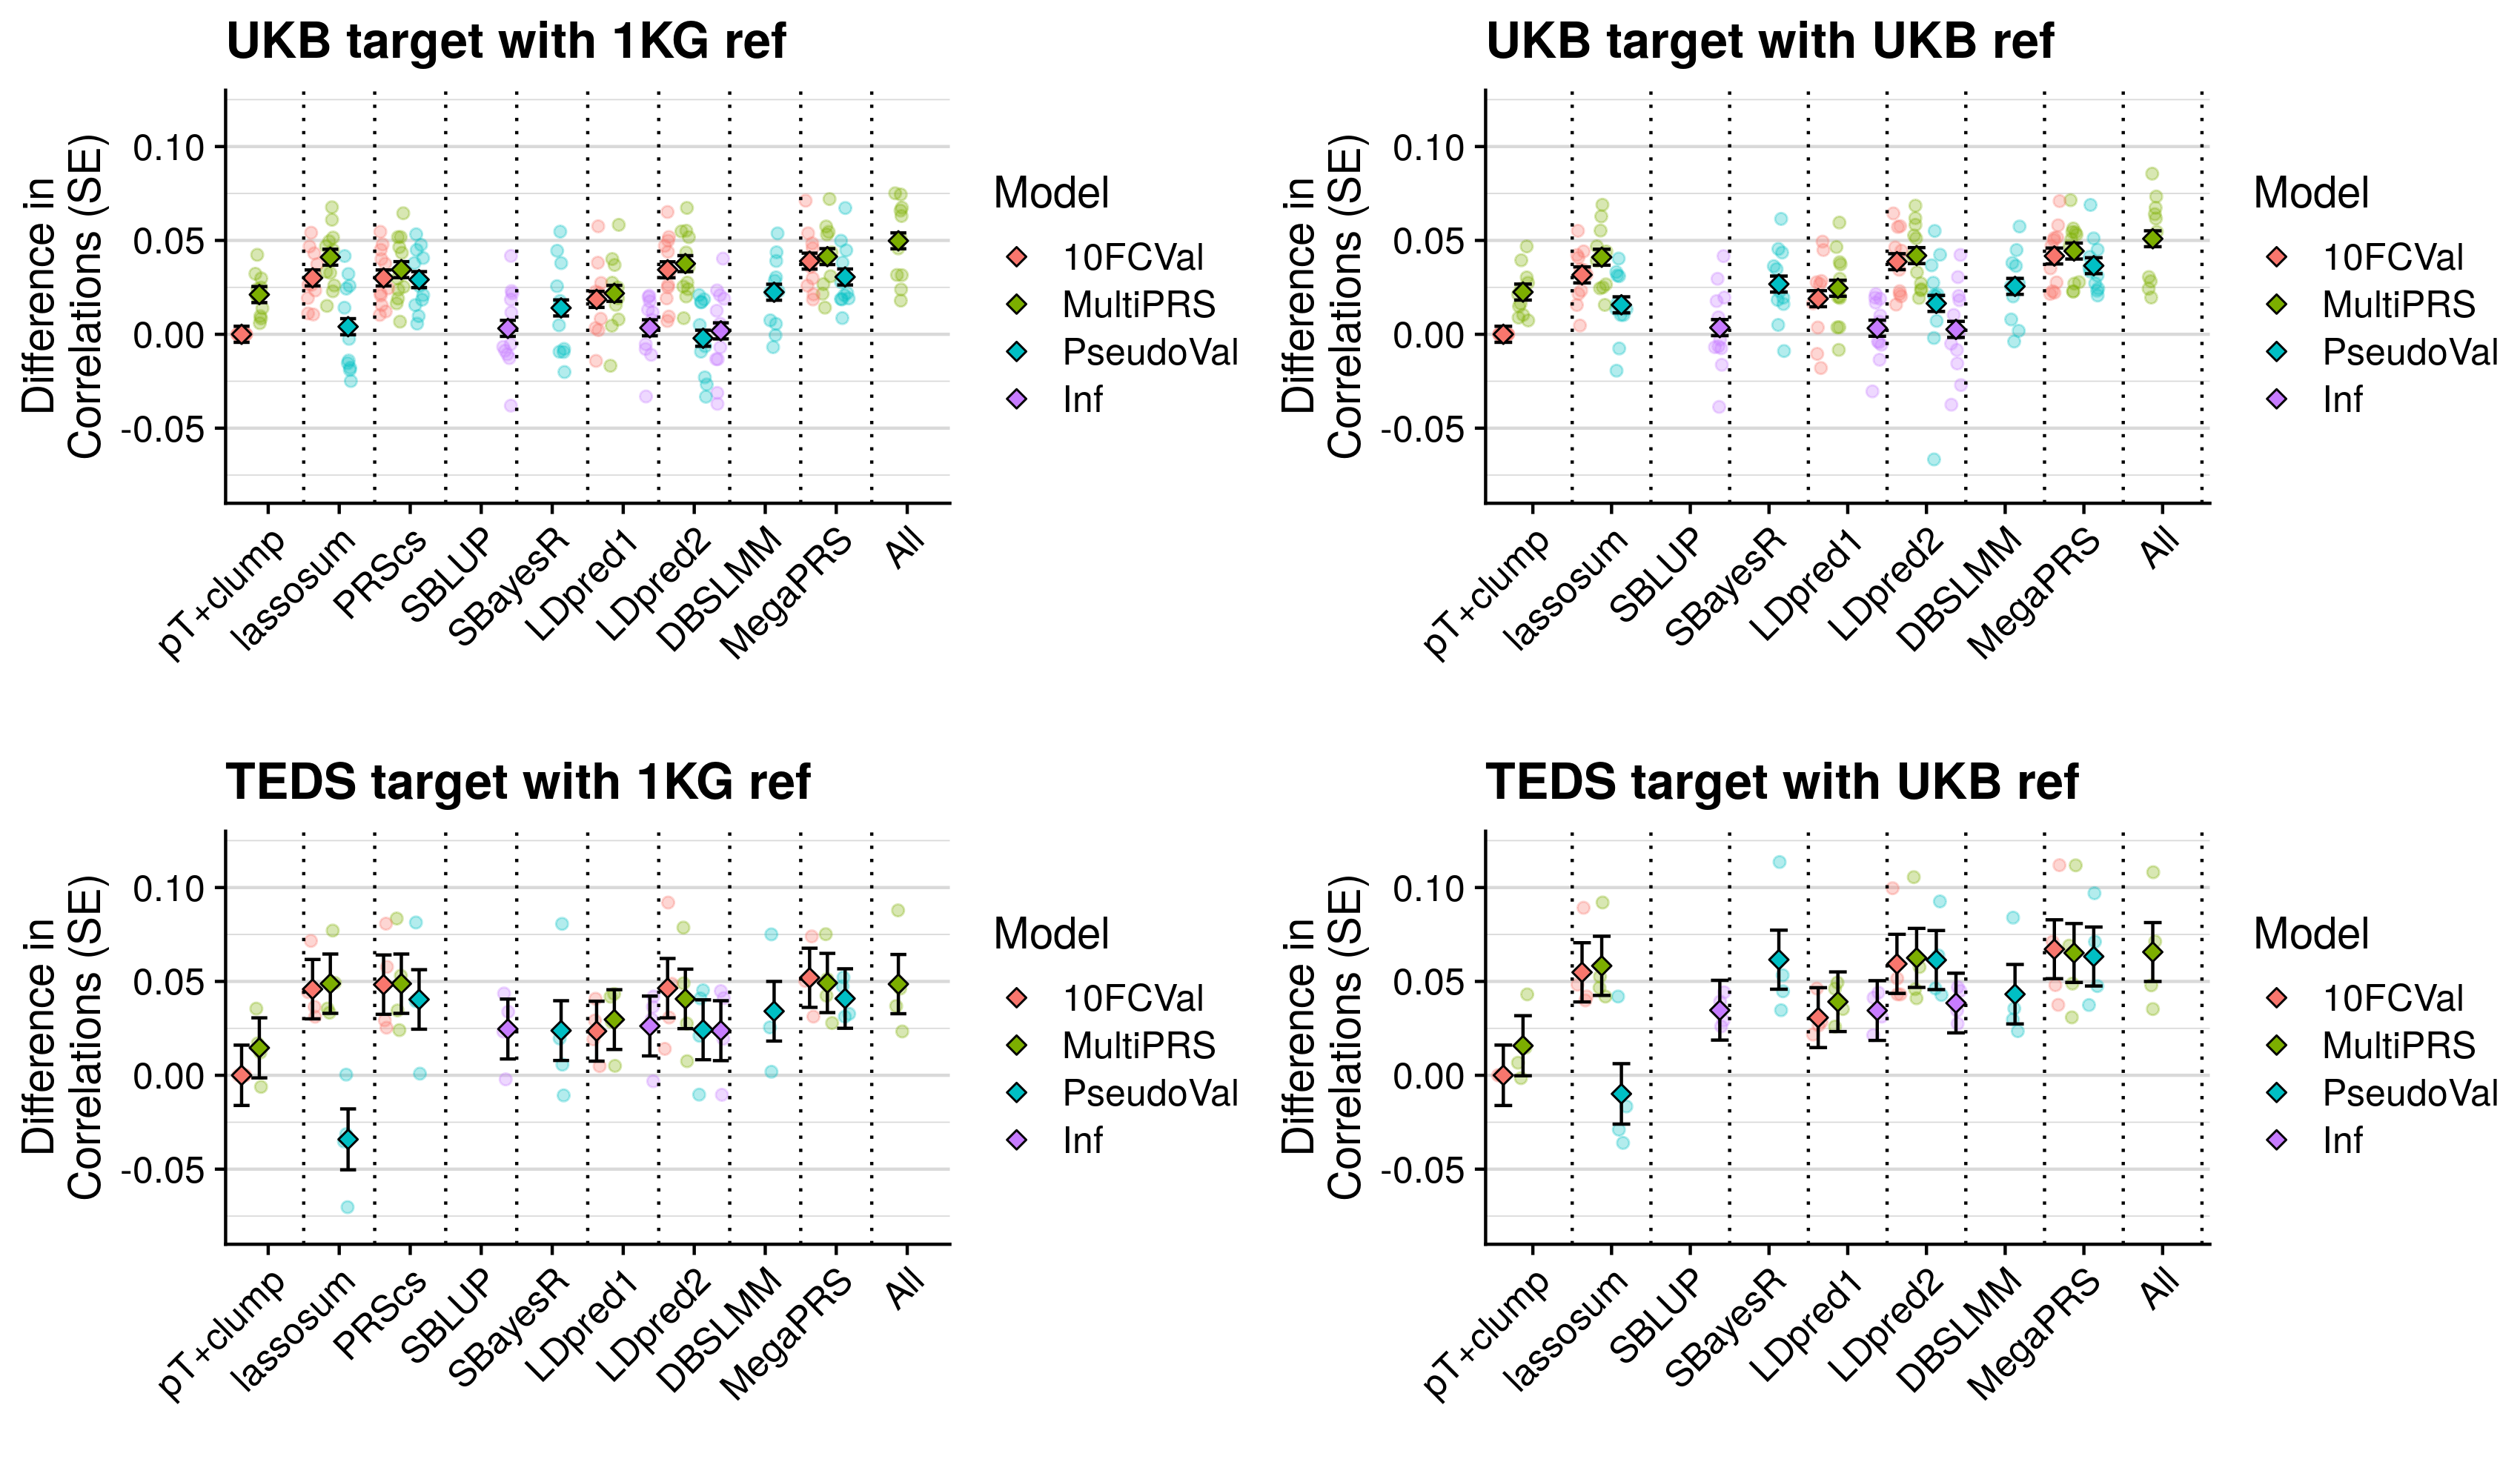 UKB target with 1KG ref
Difference in
Correlations (SE)
0.10
0.05
0.00
-0.05
pT+clump
lassosum
PRScs
SBLUP
SBayesR
LDpred1
LDpred2
DBSLMM
MegaPRS
All
Model
10FCVal
MultiPRS
PseudoVal
Inf
UKB target with UKB ref
Difference in
Correlations (SE)
0.10
0.05
0.00
-0.05
pT+clump
lassosum
SBLUP
SBayesR
LDpred1
LDpred2
DBSLMM
MegaPRS
All
Model
10FCVal
MultiPRS
PseudoVal
Inf
TEDS target with 1KG ref
Difference in
Correlations (SE)
0.10
0.05
0.00
-0.05
pT+clump
lassosum
PRScs
SBLUP
SBayesR
LDpred1
LDpred2
DBSLMM
MegaPRS
All
Model
10FCVal
MultiPRS
PseudoVal
Inf
TEDS target with UKB ref
Difference in
Correlations (SE)
0.10
0.05
0.00
-0.05
pT+clump
lassosum
SBLUP
SBayesR
LDpred1
LDpred2
DBSLMM
MegaPRS
All
Model
10FCVal
MultiPRS
PseudoVal
Inf